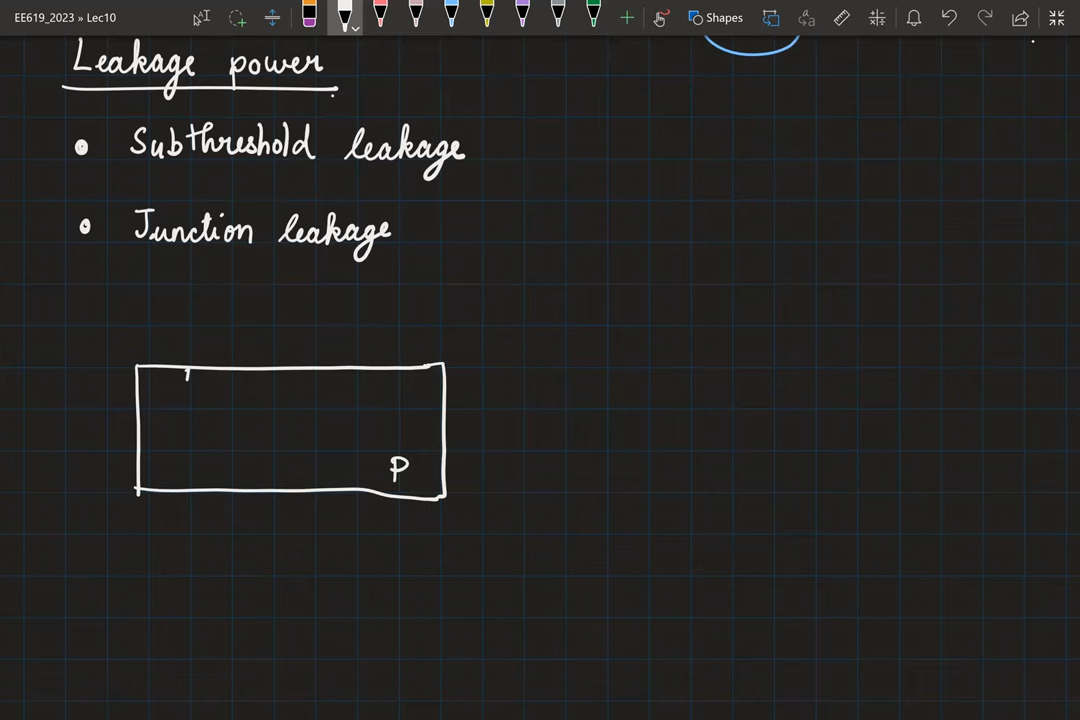 EE619_2023 » Lec10
Shapes
Leakage power
Subthreshold leakage
Junction leakage
P